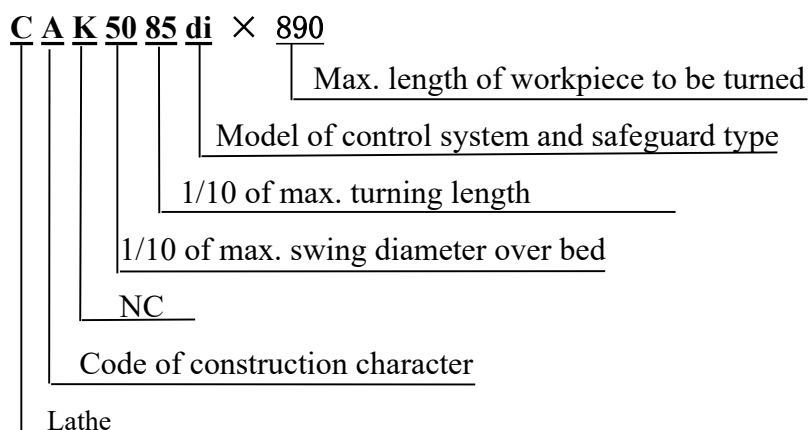 C A K 50 85 di × 890
Max. length of workpiece to be turned
Model of control system and safeguard type
1/10 of max. turning length
1/10 of max. swing diameter over bed
NC
Code of construction character
Lathe